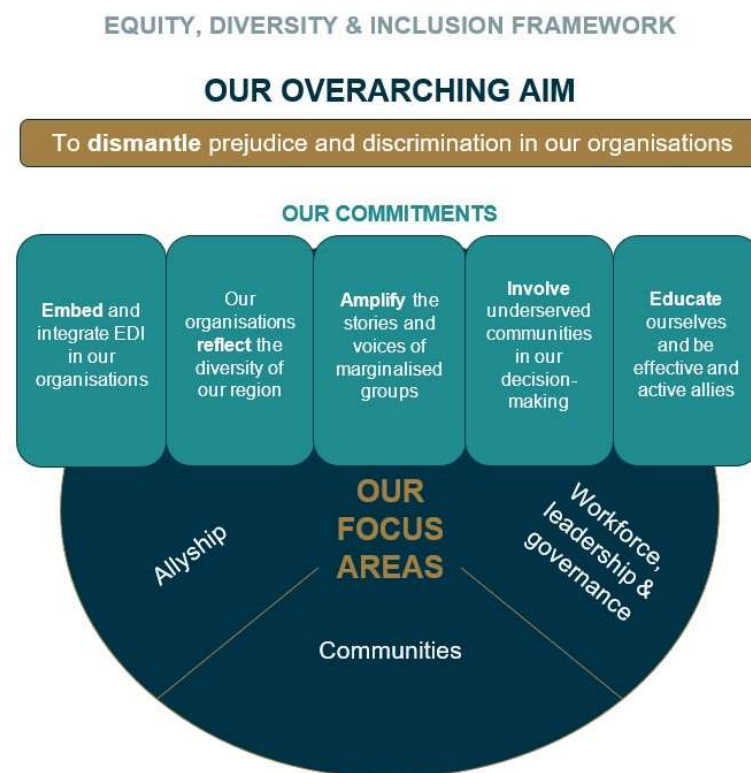 EQUITY, DIVERSITY & INCLUSION FRAMEWORK
OUR OVERARCHING AIM
To dismantle prejudice and discrimination in our organisations
OUR COMMITMENTS
Embed and
integrate EDI
in our
organisations
Our
organisations
reflect the
diversity of
our region
Amplify the
stories and
voices of
marginalised
groups
Involve
underserved
communities
in our
decision-
making
Educate
ourselves
and be
effective and
active allies
OUR
FOCUS
AREAS
Allyship
Communities
Workforce,
leadership &
governance